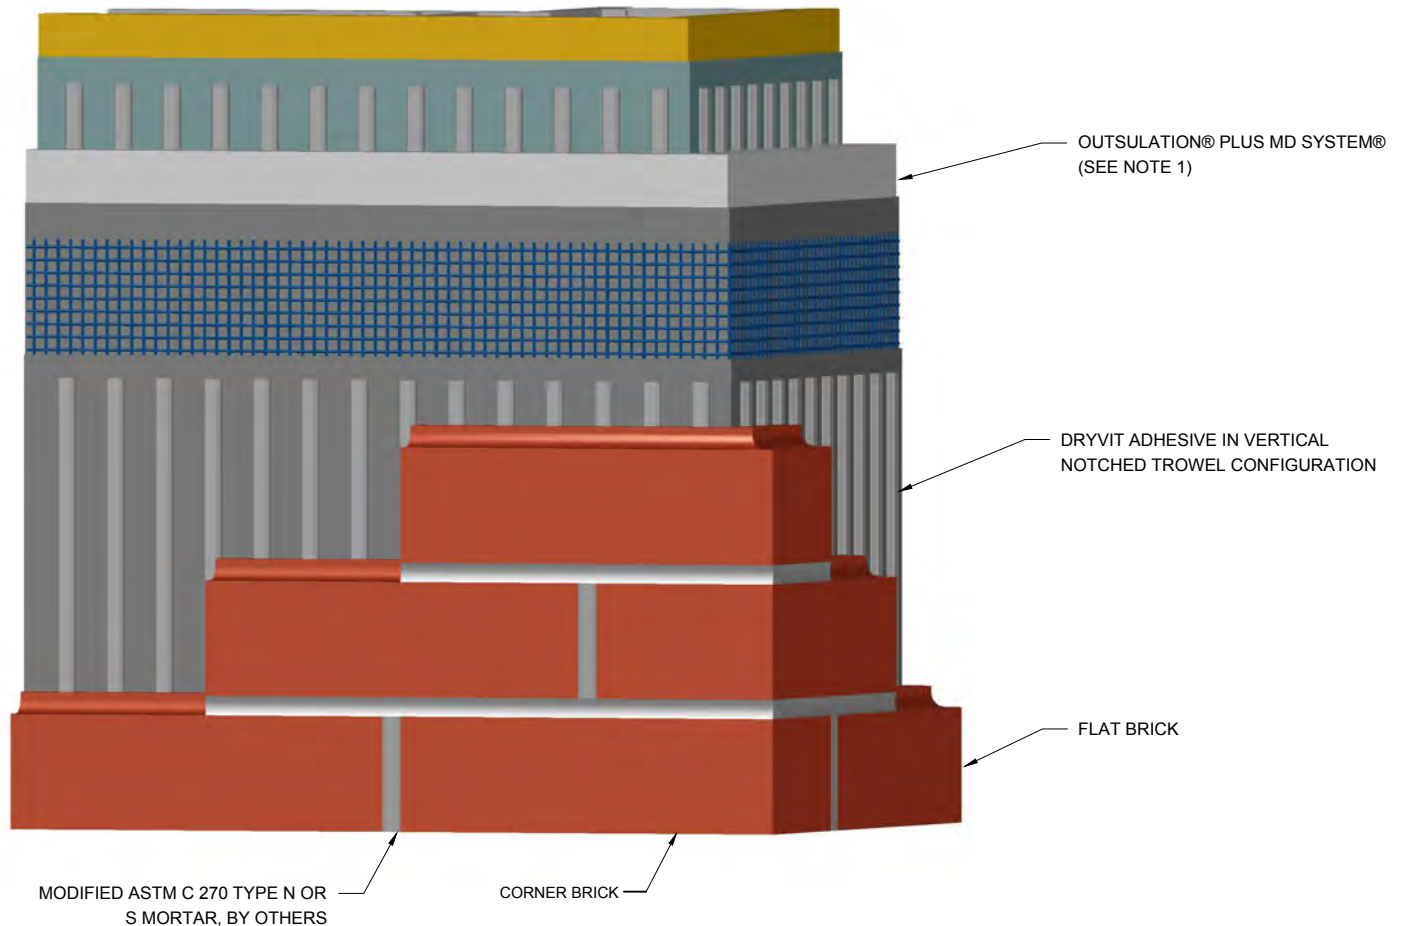 OUTSULATION® PLUS MD SYSTEM®
(SEE NOTE 1)
DRYVIT ADHESIVE IN VERTICAL
NOTCHED TROWEL CONFIGURATION
FLAT BRICK
MODIFIED ASTM C 270 TYPE N OR
S MORTAR, BY OTHERS
CORNER BRICK